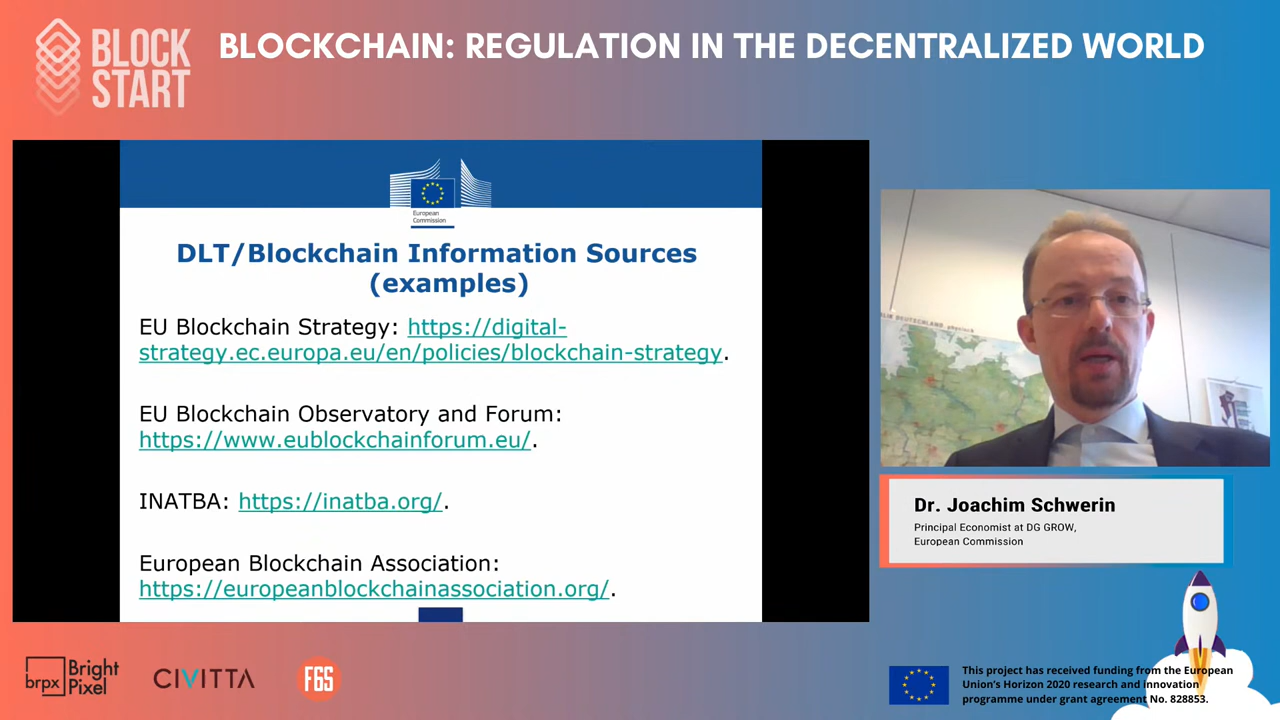 BLOCK
START
BLOCKCHAIN: REGULATION IN THE DECENTRALIZED WORLD
European
Commission
DLT/Blockchain Information Sources
(examples)
EU Blockchain Strategy: https://digital-
strategy.ec.europa.eu/en/policies/blockchain-strategy.
EU Blockchain Observatory and Forum:
https://www.eublockchainforum.eu/.
INATBA: https://inatba.org/.
European Blockchain Association:
https://europeanblockchainassociation.org/.
DEUTSCHLAND
Dr. Joachim Schwerin
Principal Economist at DG GROW,
European Commission
brpx
Bright
Pixel
CIVITTA
F6S
This project has received funding from the European
Union's Horizon 2020 research and innovation
programme under grant agreement No. 828853.